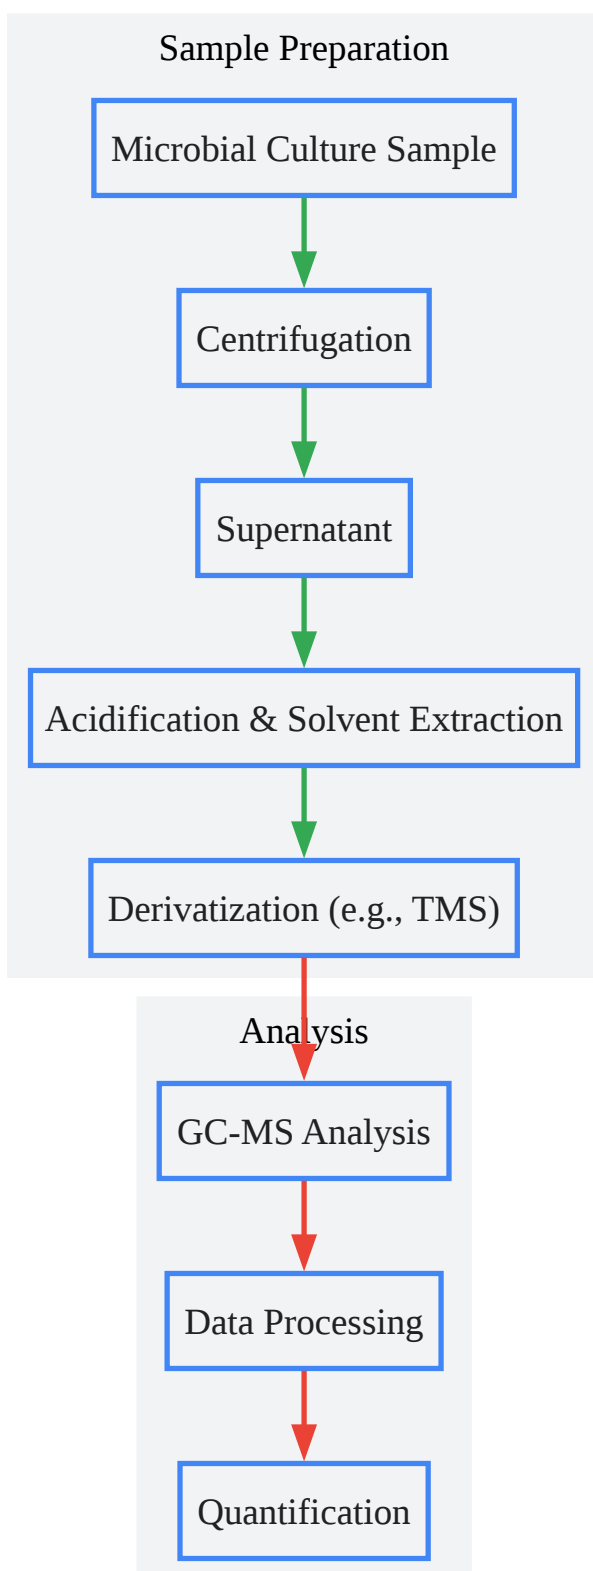 Sample Preparation
Microbial Culture Sample
Centrifugation
Supernatant
Acidification & Solvent Extraction
Derivatization (e.g., TMS)
Analysis
GC-MS Analysis
Data Processing
Quantification